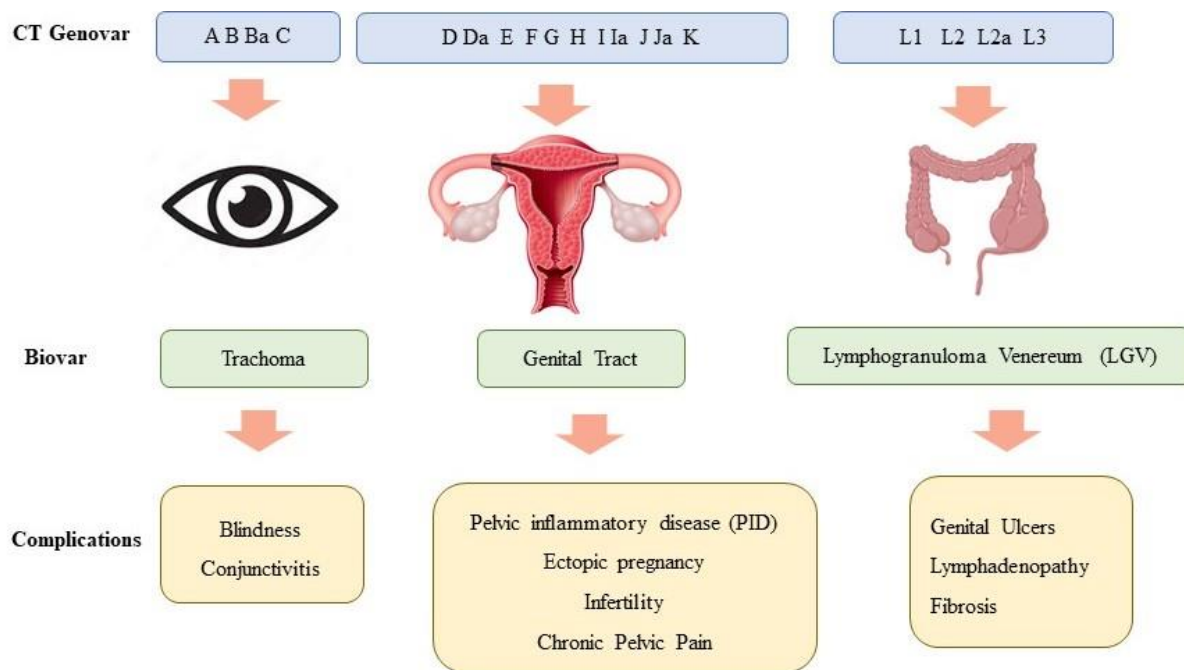 CT Genovar
A B Ba C
D Da E F G H I Ia J Ja K
L1 L2 L2a L3
Biovar
Trachoma
Genital Tract
Lymphogranuloma Venereum (LGV)
Complications
Blindness
Conjunctivitis
Pelvic inflammatory disease (PID)
Ectopic pregnancy
Infertility
Chronic Pelvic Pain
Genital Ulcers
Lymphadenopathy
Fibrosis